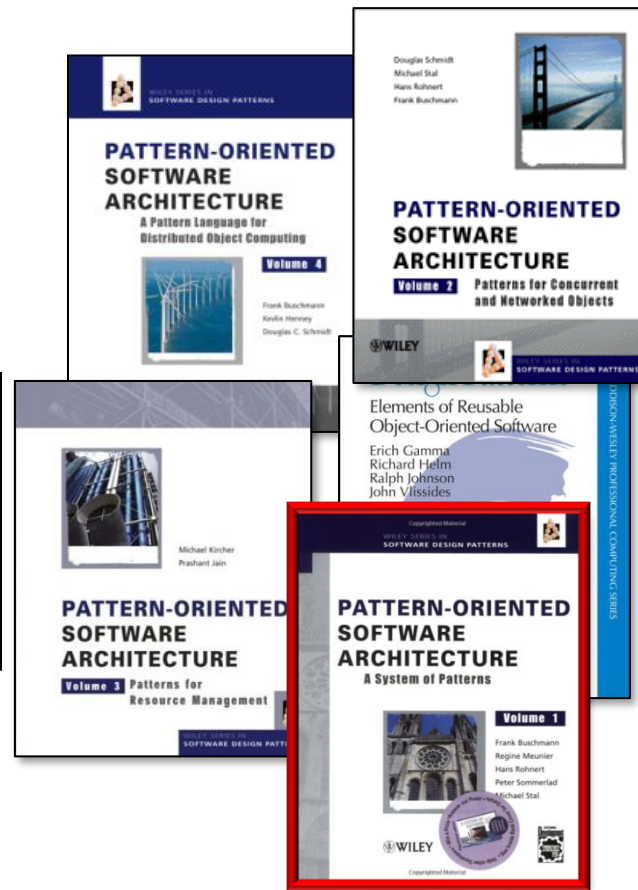 WILEY SERIES IN
SOFTWARE DESIGN PATTERNS
PATTERN-ORIENTED
SOFTWARE
ARCHITECTURE
A Pattern Language for
Distributed Object Computing
Volume 4
Frank Buschmann
Kevlin Henney
Douglas C. Schmidt
Douglas Schmidt
Michael Stal
Hans Rohnert
Frank Buschmann
PATTERN-ORIENTED
SOFTWARE
ARCHITECTURE
Volume 2 Patterns for Concurrent
and Networked Objects
WILEY
WILEY SERIES IN
SOFTWARE DESIGN PATTERNS
Elements of Reusable
Object-Oriented Software
Erich Gamma
Richard Helm
Ralph Johnson
John Vlissides
ADDISON-WESLEY PROFESSIONAL COMPUTING SERIES
Michael Kircher
Prashant Jain
PATTERN-ORIENTED
SOFTWARE
ARCHITECTURE
Volume 3 Patterns for
Resource Management
WILEY SERIES IN
SOFTWARE DESIGN PATT
Copyrighted Material
WILEY SERIES IN
SOFTWARE DESIGN PATTERNS
PATTERN-ORIENTED
SOFTWARE
ARCHITECTURE
A System of Patterns
Volume 1
Frank Buschmann
Regine Meunier
Hans Rohnert
Peter Sommerlad
Michael Stal
WILEY
Copyrighted Material